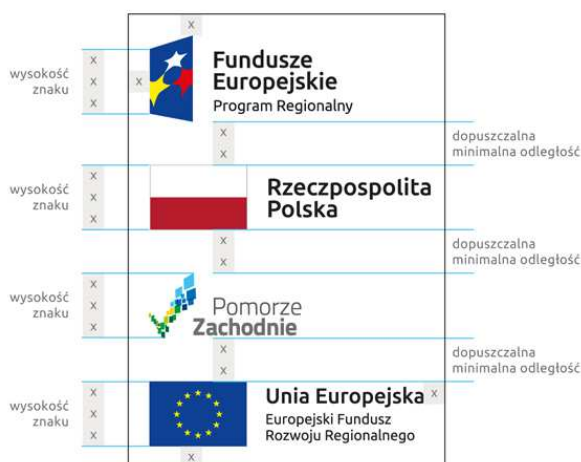 x
wysokość
znaku
x
x
x
x
Fundusze
Europejskie
Program Regionalny
x
x
dopuszczalna
minimalna odległość
wysokość
znaku
x
x
x
Rzeczpospolita
Polska
x
x
dopuszczalna
minimalna odległość
wysokość
znaku
x
x
x
Pomorze
Zachodnie
x
x
dopuszczalna
minimalna odległość
wysokość
znaku
x
x
x
Unia Europejska
x
Europejski Fundusz
Rozwoju Regionalnego
x